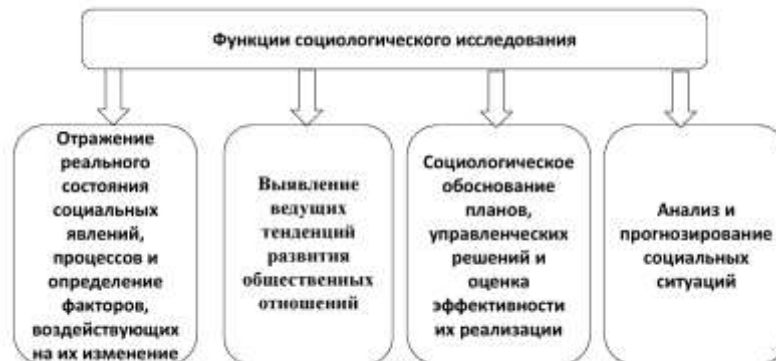 Функции социологического исследования
Отражение
реального
состояния
социальных
явлений,
процессов и
определение
факторов,
воздействующих
на их изменение
Выявление
ведущих
тенденций
развития
общественных
отношений
Социологическое
обоснование
планов,
управленческих
решений и
оценка
эффективности
их реализации
Анализ и
прогнозирование
социальных
ситуаций